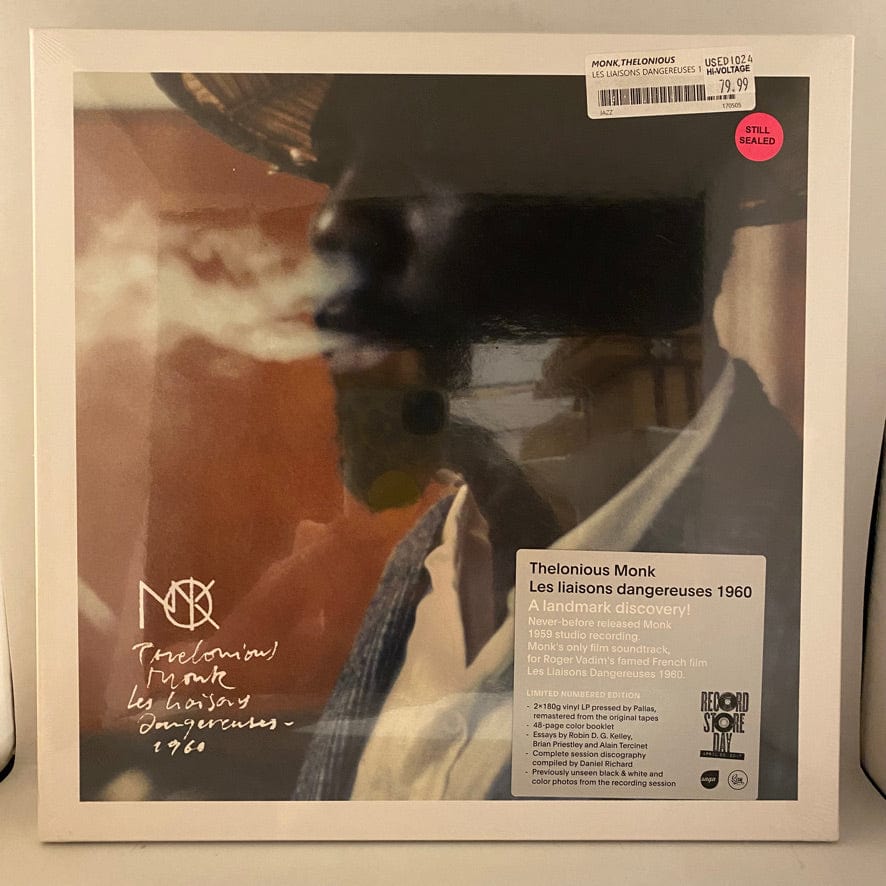 MONK,THELONIOUS
USED1024
LES LIAISONS DANGEREUSES 1
HI-VOLTAGE
79.99
JAZZ
170505
STILL
SEALED
MONK
Thelonious
Monk
Les liaisons
dangereuses -
1960
Thelonious Monk
Les liaisons dangereuses 1960
A landmark discovery!
Never-before released Monk
1959 studio recording.
Monk's only film soundtrack,
for Roger Vadim's famed French film
Les Liaisons Dangereuses 1960.
LIMITED NUMBERED EDITION
- 2×180g vinyl LP pressed by Pallas,
remastered from the original tapes
- 48-page color booklet
- Essays by Robin D. G. Kelley,
Brian Priestley and Alain Tercinet
- Complete session discography
compiled by Daniel Richard
- Previously unseen black & white and
color photos from the recording session
RECORD
STORE
DAY
saga